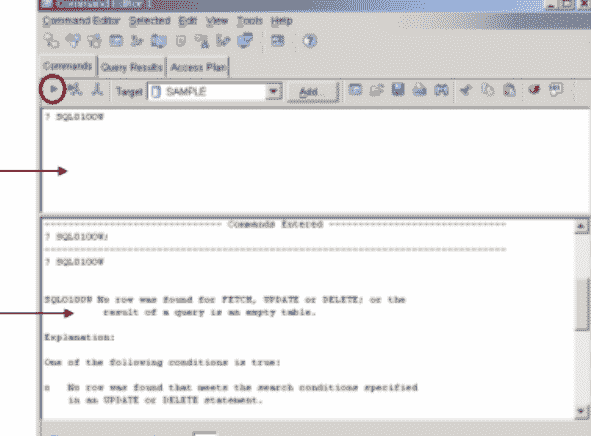 Command Editor 1
Command Editor Selected Edit View Tools Help
Commands Query Results Access Plan
Target SAMPLE Add...
? SQL0100W
------------------------ Commands Entered ------------------------
? SQL0100W;
? SQL0100W
SQL0100W No row was found for FETCH, UPDATE or DELETE; or the
result of a query is an empty table.
Explanation:
One of the following conditions is true:
o No row was found that meets the search conditions specified
in an UPDATE or DELETE statement.